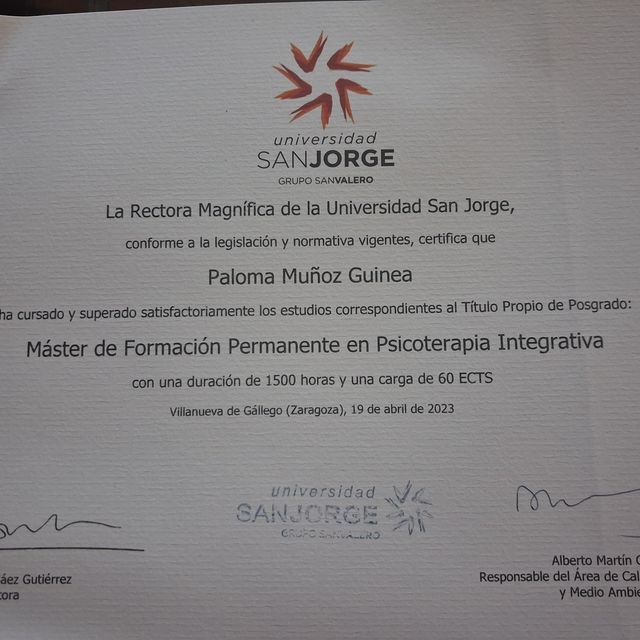 universidad
SANJORGE
GRUPO SANVALERO
La Rectora Magnífica de la Universidad San Jorge,
conforme a la legislación y normativa vigentes, certifica que
Paloma Muñoz Guinea
ha cursado y superado satisfactoriamente los estudios correspondientes al Título Propio de Posgrado:
Máster de Formación Permanente en Psicoterapia Integrativa
con una duración de 1500 horas y una carga de 60 ECTS
Villanueva de Gállego (Zaragoza), 19 de abril de 2023
universidad
SANJORGE
GRUPO SANVALERO
Gutiérrez
Alberto Martín
Responsable del Área de
y Medio